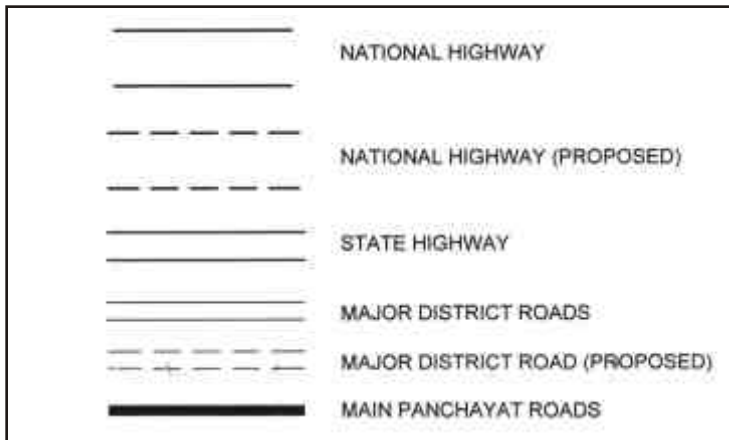 NATIONAL HIGHWAY
NATIONAL HIGHWAY (PROPOSED)
STATE HIGHWAY
MAJOR DISTRICT ROADS
MAJOR DISTRICT ROAD (PROPOSED)
MAIN PANCHAYAT ROADS